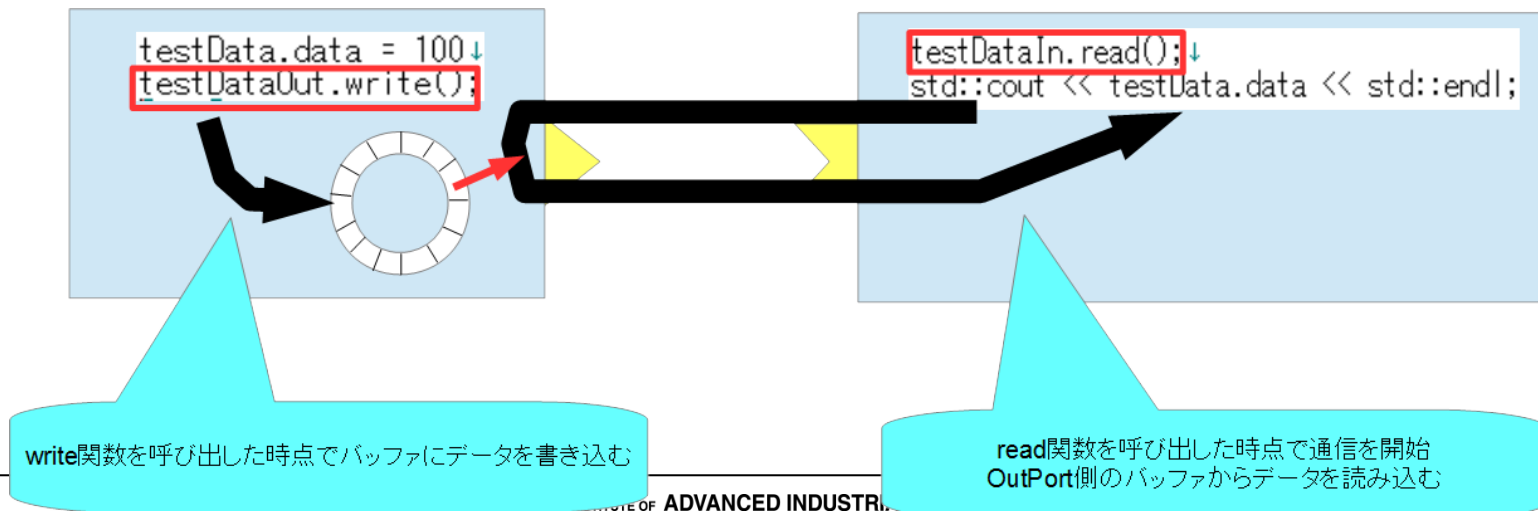 testData.data = 100↓
testDataOut.write();
testDataIn.read();↓
std::cout << testData.data << std::endl;
write関数を呼び出した時点でバッファにデータを書き込む
read関数を呼び出した時点で通信を開始
OutPort側のバッファからデータを読み込む
OF ADVANCED